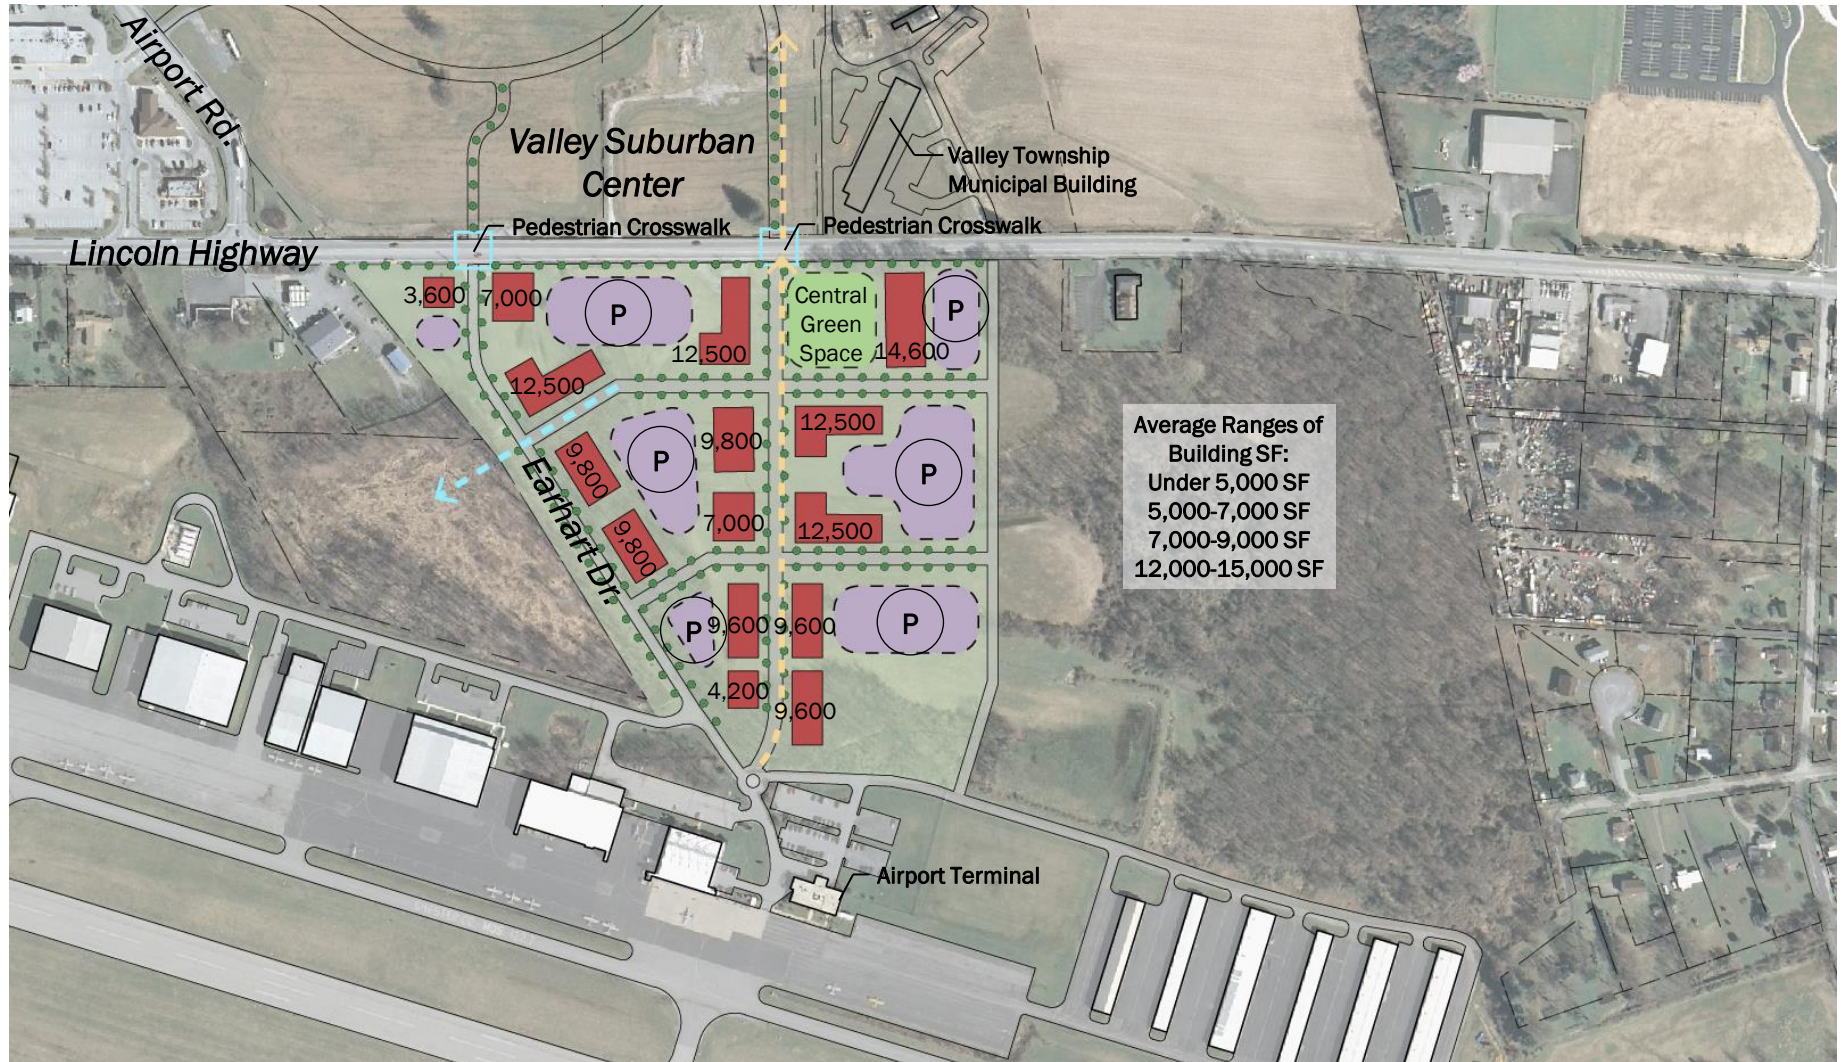 Airport Rd.
Valley Suburban
Center
Valley Township
Municipal Building
Pedestrian Crosswalk
Pedestrian Crosswalk
Lincoln Highway
3,600
7,000
P
12,500
Central
Green
Space
14,600
P
12,500
9,800
P
9,800
12,500
P
Average Ranges of
Building SF:
Under 5,000 SF
5,000-7,000 SF
7,000-9,000 SF
12,000-15,000 SF
Earhart Dr.
9,800
7,000
12,500
P
9,600
9,600
P
4,200
9,600
Airport Terminal